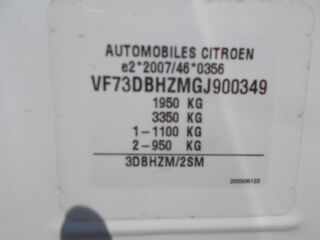 AUTOMOBILES CITROEN
e2*2007/46*0356
VF73DBHZMGJ900349
1950 KG
3350 KG
1-1100 KG
2-950 KG
3DBHZM/2SM
200506122